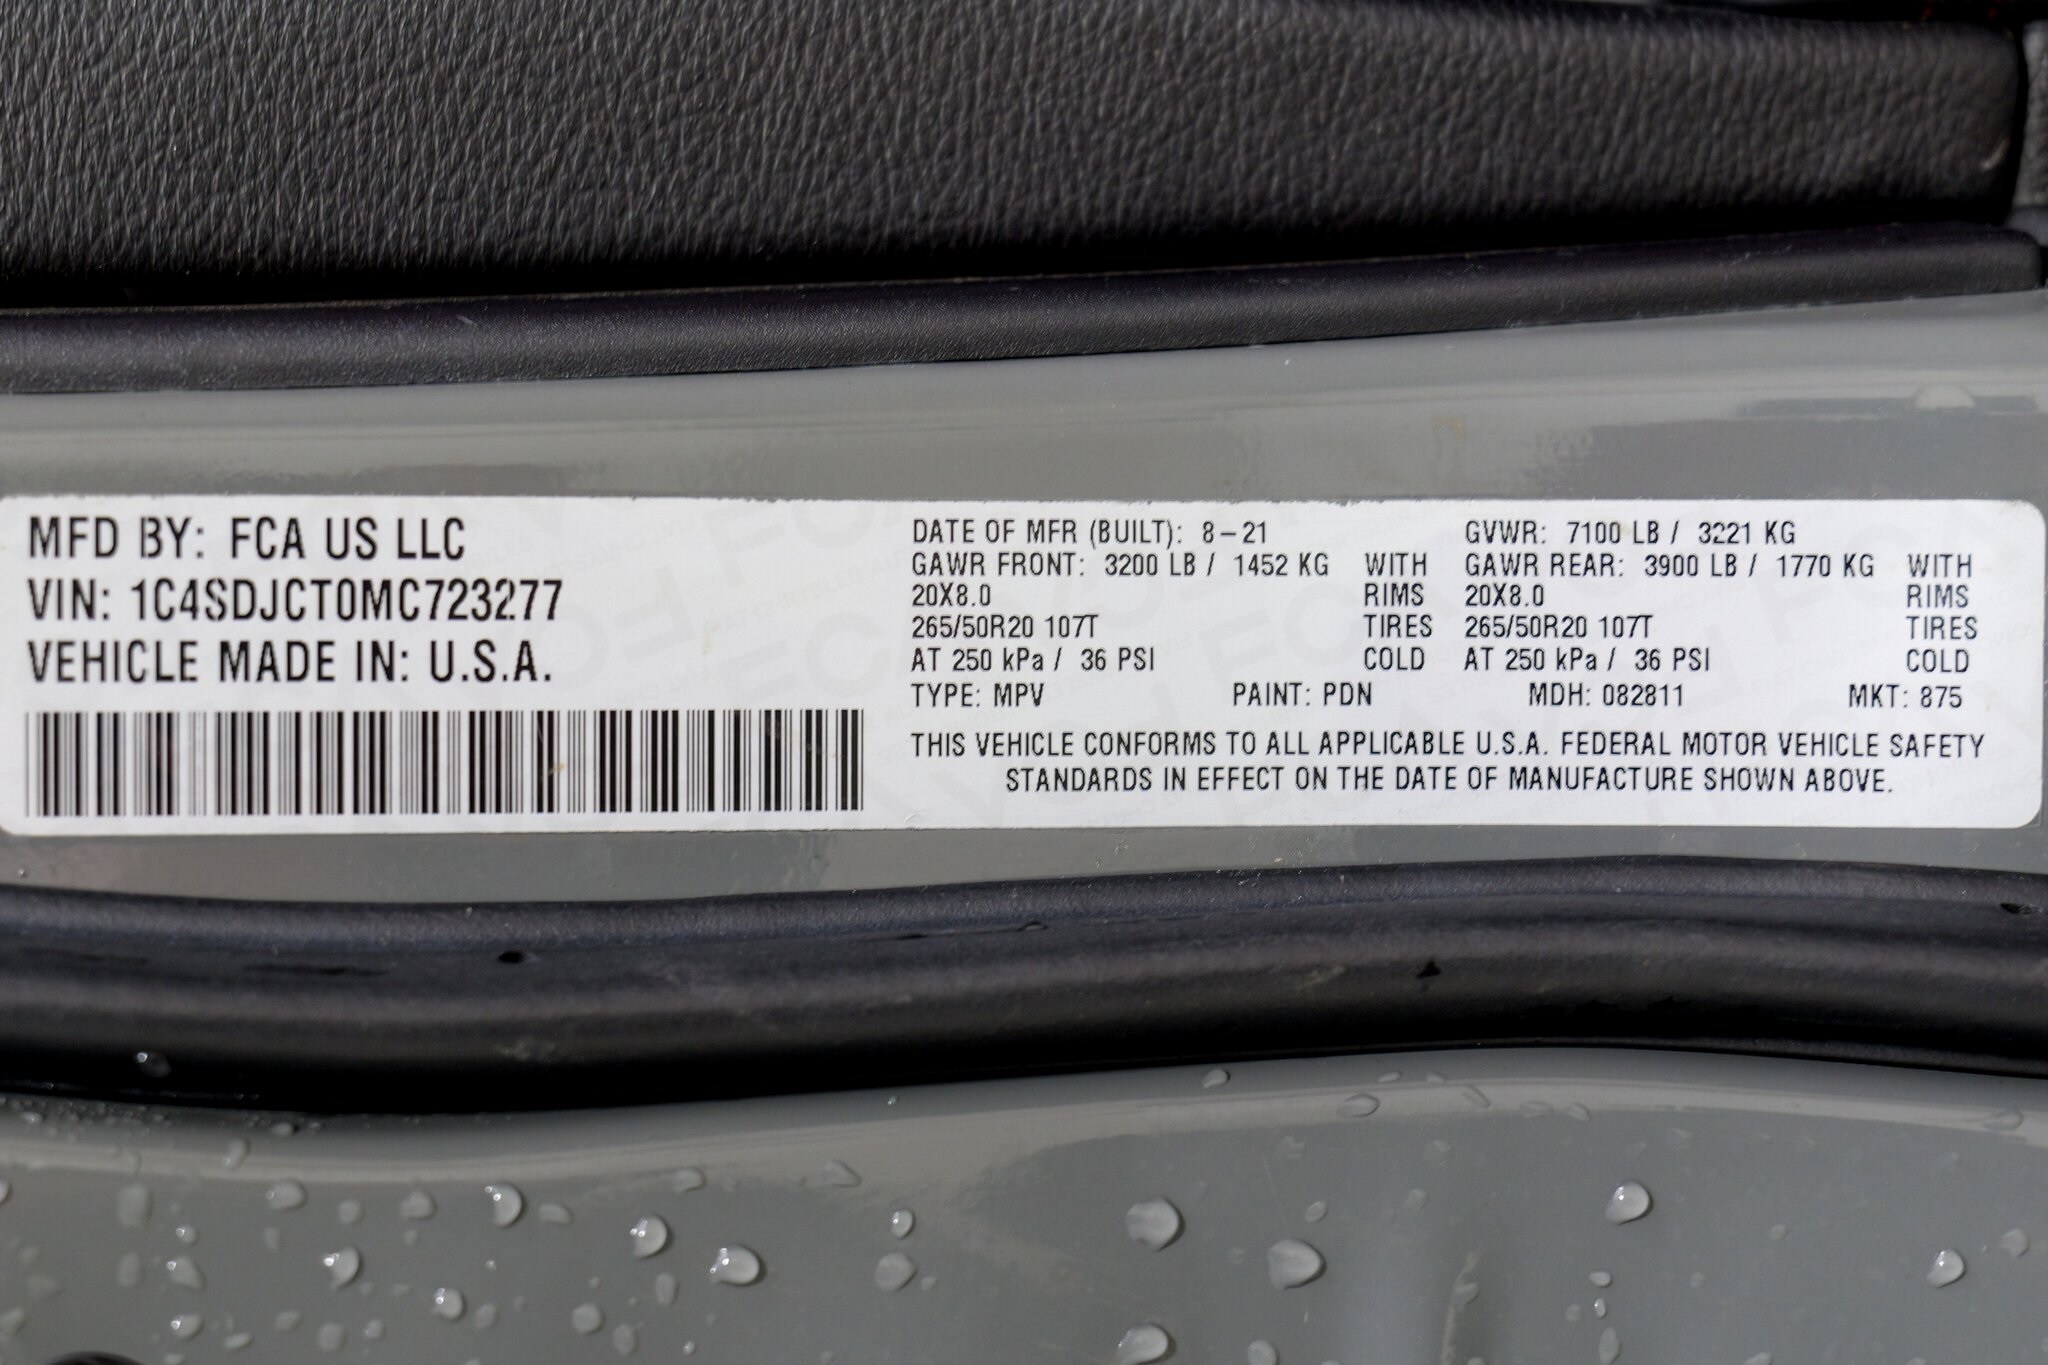 MFD BY: FCA US LLC
VIN: 1C4SDJCT0MC723277
VEHICLE MADE IN: U.S.A.
DATE OF MFR (BUILT): 8-21 GVWR: 7100 LB / 3221 KG
GAWR FRONT: 3200 LB / 1452 KG WITH GAWR REAR: 3900 LB / 1770 KG WITH
20X8.0 RIMS 20X8.0 RIMS
265/50R20 107T TIRES 265/50R20 107T TIRES
AT 250 kPa / 36 PSI COLD AT 250 kPa / 36 PSI COLD
TYPE: MPV PAINT: PDN MDH: 082811 MKT: 875
THIS VEHICLE CONFORMS TO ALL APPLICABLE U.S.A. FEDERAL MOTOR VEHICLE SAFETY
STANDARDS IN EFFECT ON THE DATE OF MANUFACTURE SHOWN ABOVE.